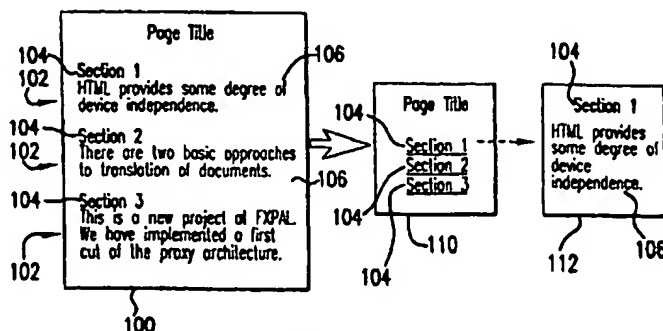 Page Title
104
Section 1
106
HTML provides some degree of
device independence.
102
104
Section 2
There are two basic approaches
to translation of documents.
102
106
104
Section 3
This is a new project at FXPAL.
We have implemented a first
cut of the proxy architecture.
102
100
Page Title
104
Section 1
Section 2
Section 3
104
104
110
104
Section 1
HTML provides
some degree of
device
independence.
112
106